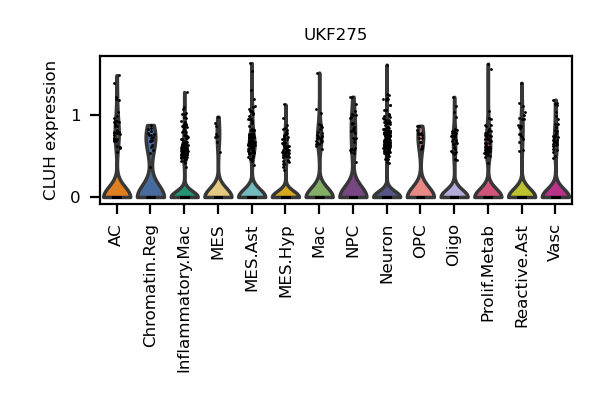 UKF275
CLUH expression
1
0
AC
Chromatin.Reg
Inflammatory.Mac
MES
MES.Ast
MES.Hyp
Mac
NPC
Neuron
OPC
Oligo
Prolif.Metab
Reactive.Ast
Vasc